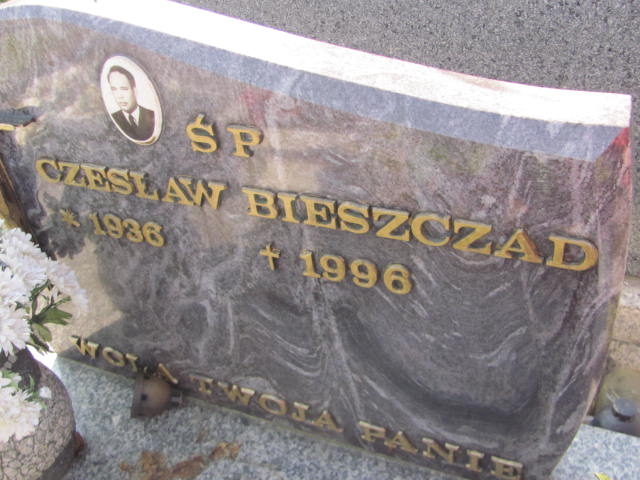 ŚP
CZESŁAW BIESZCZAD
* 1936 † 1996
WOLA TWOJA PANIE